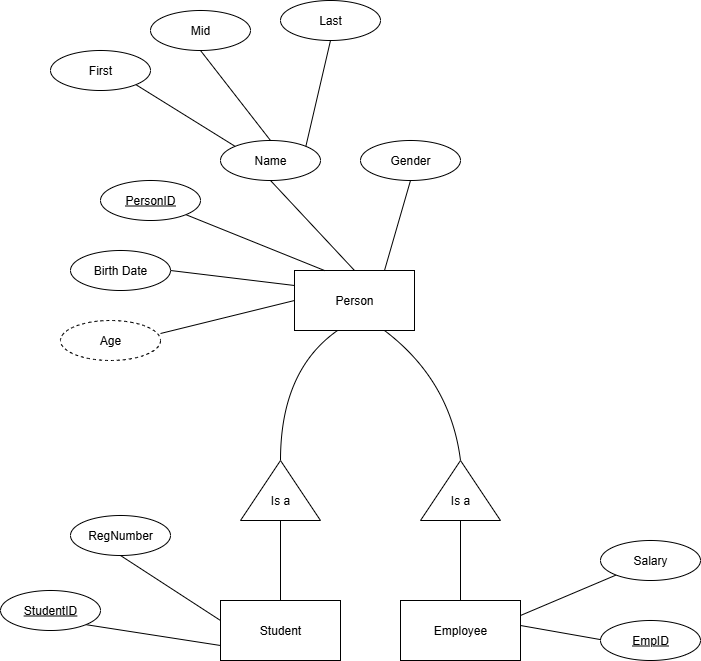 Last
Mid
First
Name
Gender
PersonID
Birth Date
Person
Age
Is a
Is a
RegNumber
Salary
StudentID
Student
Employee
EmpID